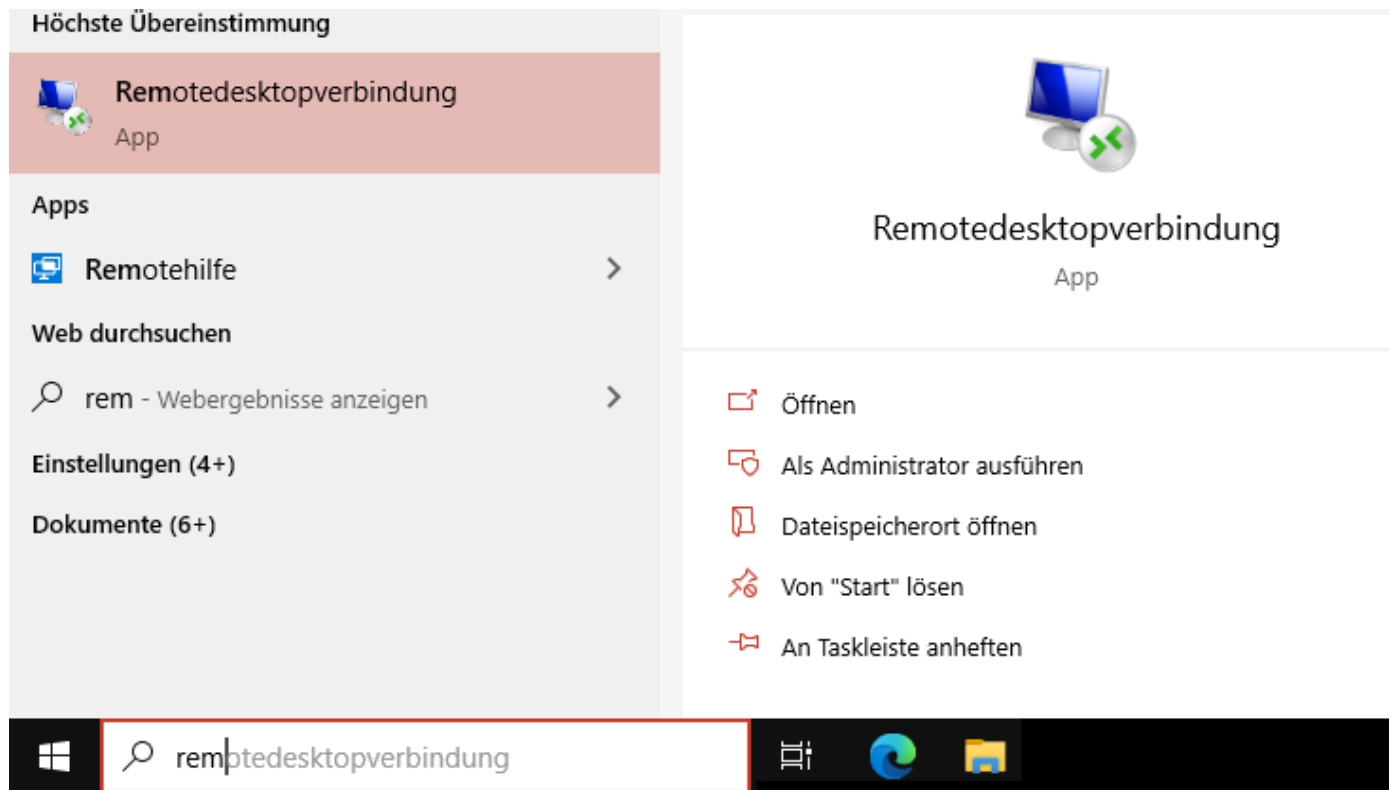 Höchste Übereinstimmung
Remotedesktopverbindung
App
Apps
Remotehilfe
Web durchsuchen
rem - Webergebnisse anzeigen
Einstellungen (4+)
Dokumente (6+)
Remotedesktopverbindung
App
Öffnen
Als Administrator ausführen
Dateispeicherort öffnen
Von "Start" lösen
An Taskleiste anheften
remotedesktopverbindung